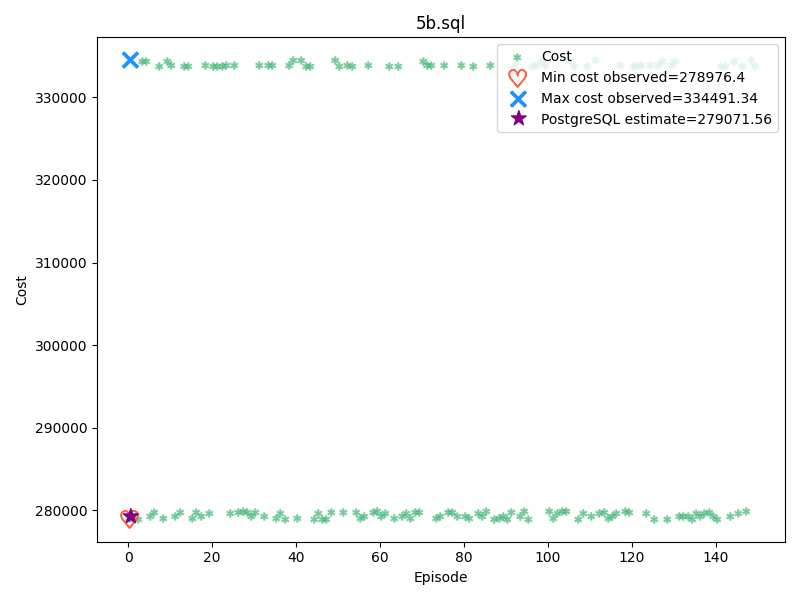 5b.sql
Cost
Min cost observed=278976.4
Max cost observed=334491.34
PostgreSQL estimate=279071.56
330000
320000
310000
300000
290000
280000
Cost
0 20 40 60 80 100 120 140
Episode